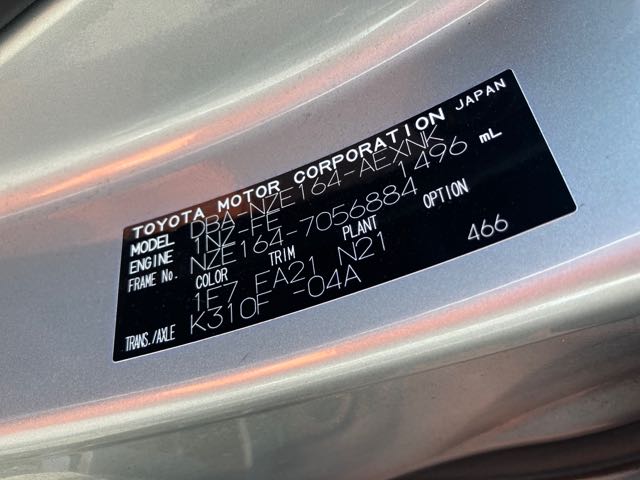 TOYOTA MOTOR CORPORATION JAPAN
MODEL DBA-NZE164-AEXNK
ENGINE 1NZ-FE 1496 mL
FRAME No. NZE164-7056884
COLOR TRIM PLANT OPTION
1F7 FA21 N21 466
TRANS./AXLE K310F -04A